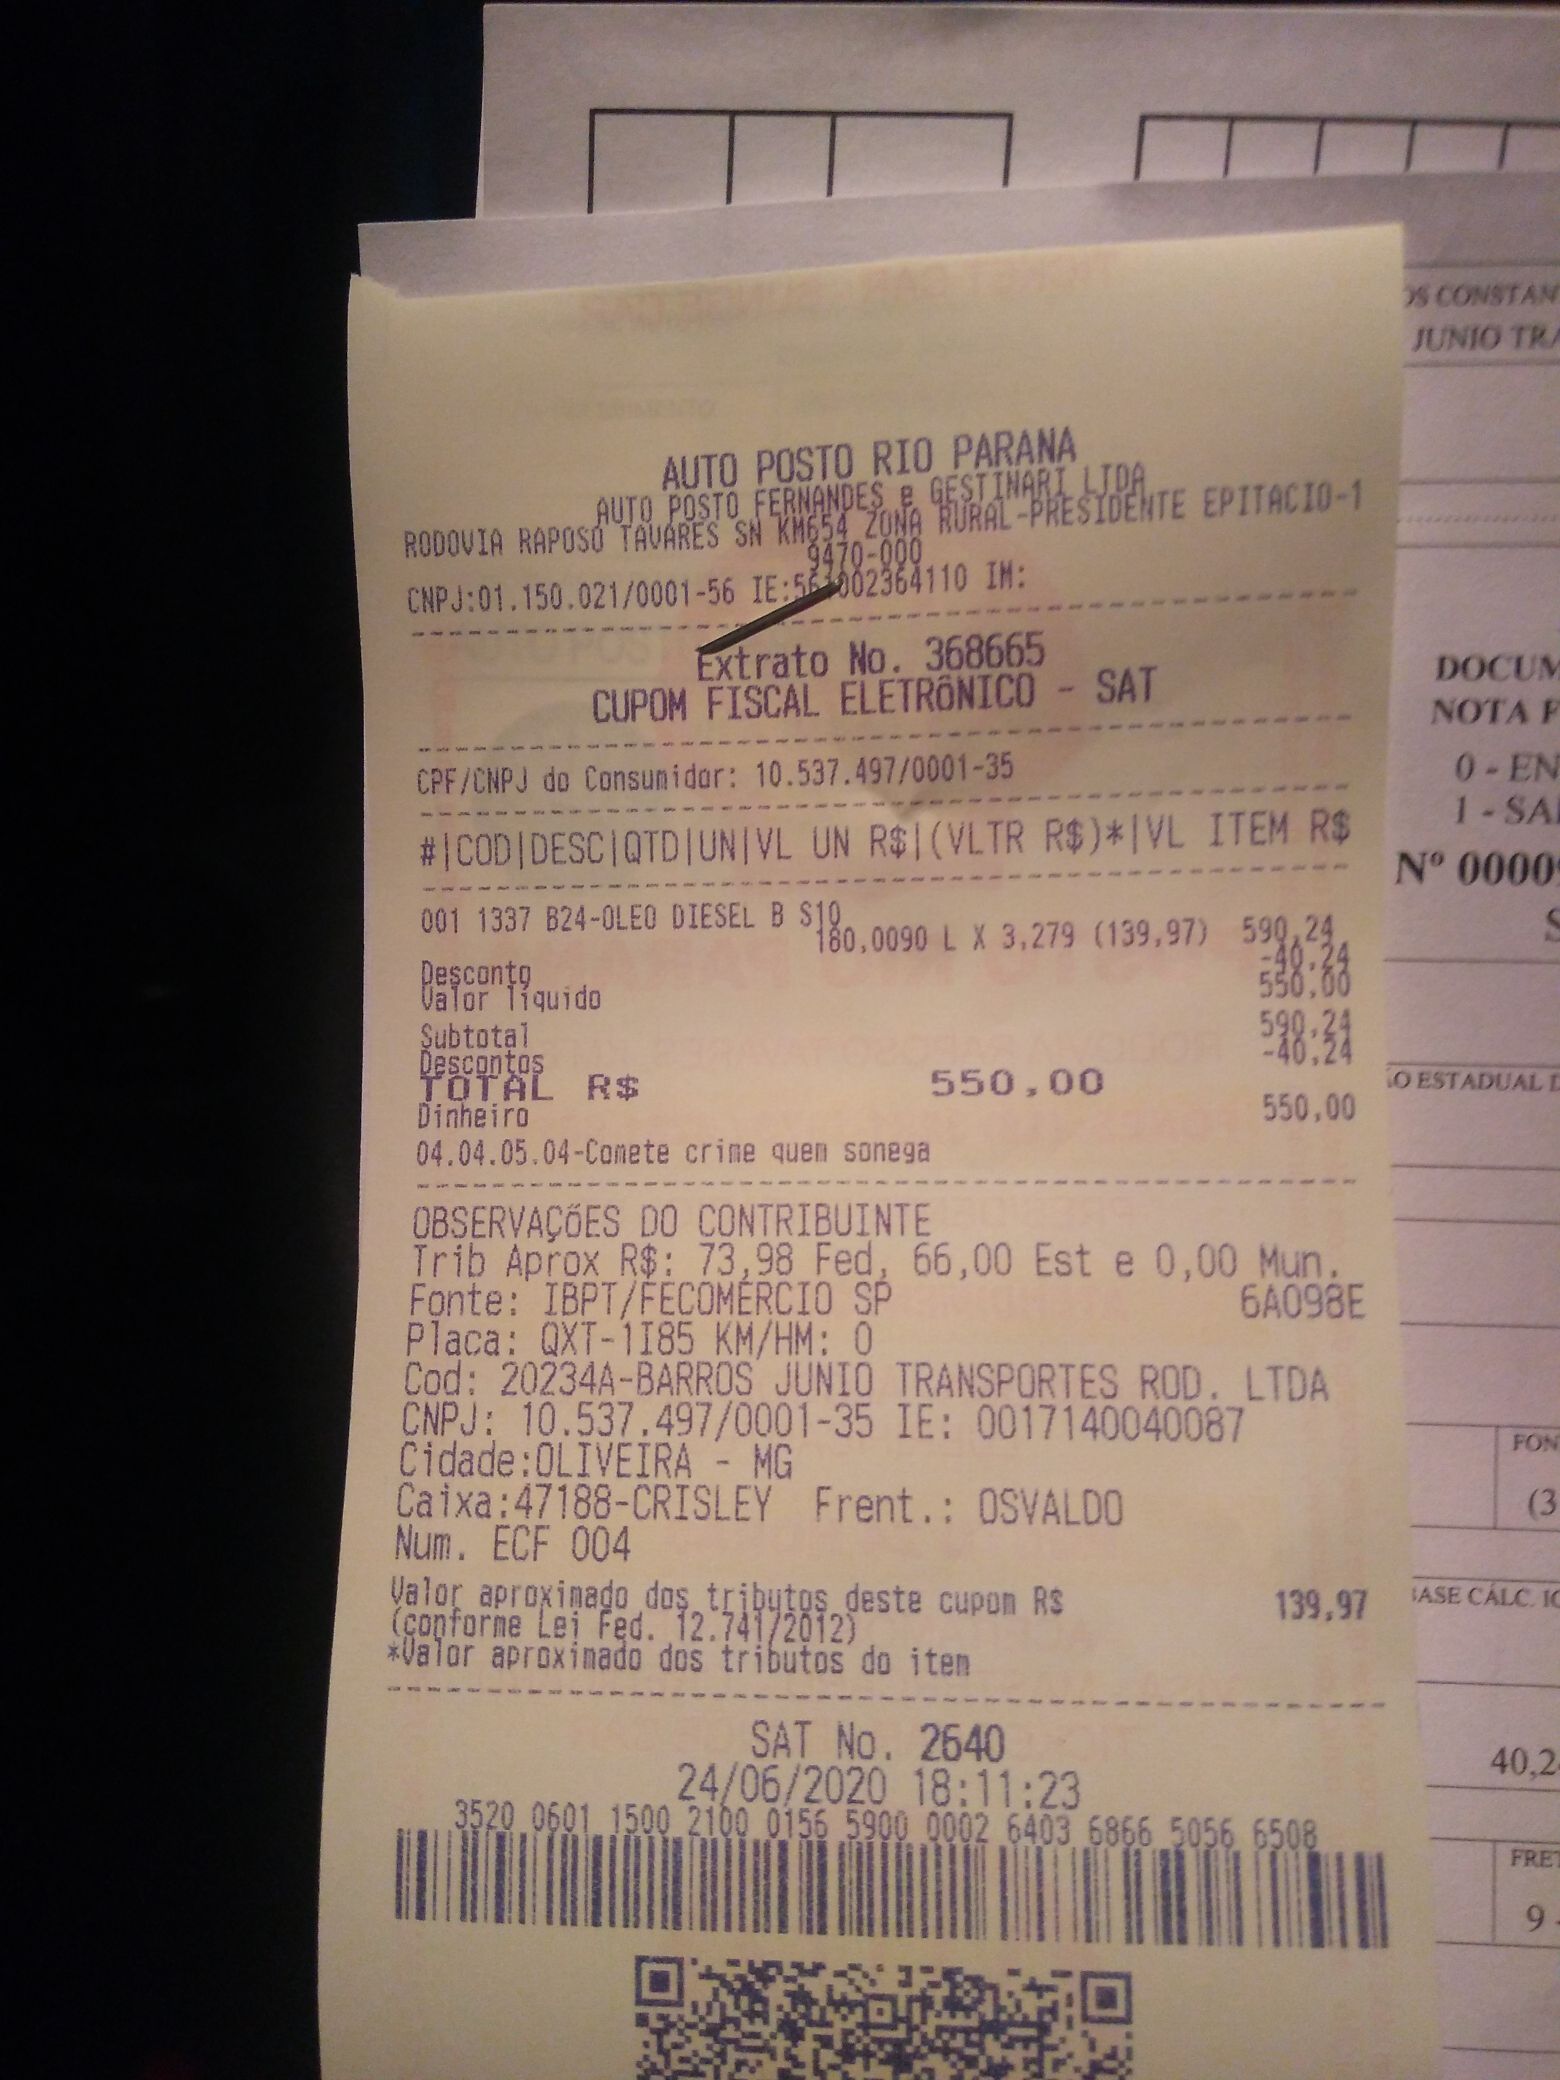 AUTO POSTO RIO PARANA
AUTO POSTO FERNANDES e GESTINARI LTDA
RODOVIA RAPOSO TAVARES SN KM654 ZONA RURAL-PRESIDENTE EPITACIO-1
9470-000
CNPJ:01.150.021/0001-56 IE:561002364110 IM:
Extrato No. 368665
CUPOM FISCAL ELETRÔNICO - SAT
CPF/CNPJ do Consumidor: 10.537.497/0001-35
#|COD|DESC|QTD|UN|VL UN R$|(VLTR R$)*|VL ITEM R$
001 1337 B24-OLEO DIESEL B S10
180,0090 L X 3,279 (139,97) 590,24
Desconto -40,24
Valor líquido 550,00
Subtotal 590,24
Descontos -40,24
TOTAL R$ 550,00
Dinheiro 550,00
04.04.05.04-Comete crime quem sonega
OBSERVAÇÕES DO CONTRIBUINTE
Trib Aprox R$: 73,98 Fed, 66,00 Est e 0,00 Mun.
Fonte: IBPT/FECOMERCIO SP 6A098E
Placa: QXT-1I85 KM/HM: 0
Cod: 20234A-BARROS JUNIO TRANSPORTES ROD. LTDA
CNPJ: 10.537.497/0001-35 IE: 0017140040087
Cidade:OLIVEIRA - MG
Caixa:47188-CRISLEY Frent.: OSVALDO
Num. ECF 004
Valor aproximado dos tributos deste cupom R$ 139,97
(conforme Lei Fed. 12.741/2012)
*Valor aproximado dos tributos do item
SAT No. 2640
24/06/2020 18:11:23
3520 0601 1500 2100 0156 5900 0002 6403 6866 5056 6508
OS CONSTAN
JUNIO TRA
DOCUM
NOTA F
0 - EN
1 - SAÍ
Nº 00009
S
ÃO ESTADUAL D
FON
(3
BASE CÁLC. IC
40,2
FRET
9 -